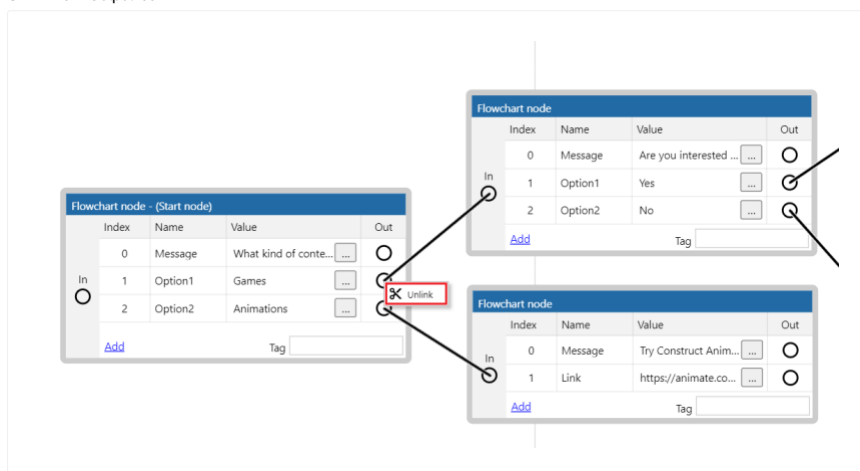 Flowchart node
Index Name Value Out
0 Message Are you interested ... ...
In
1 Option1 Yes ...
2 Option2 No ...
Add Tag
Flowchart node - (Start node)
Index Name Value Out
0 Message What kind of conte... ...
In
1 Option1 Games ...
Unlink
2 Option2 Animations ...
Add Tag
Flowchart node
Index Name Value Out
0 Message Try Construct Anim... ...
In
1 Link https://animate.co... ...
Add Tag